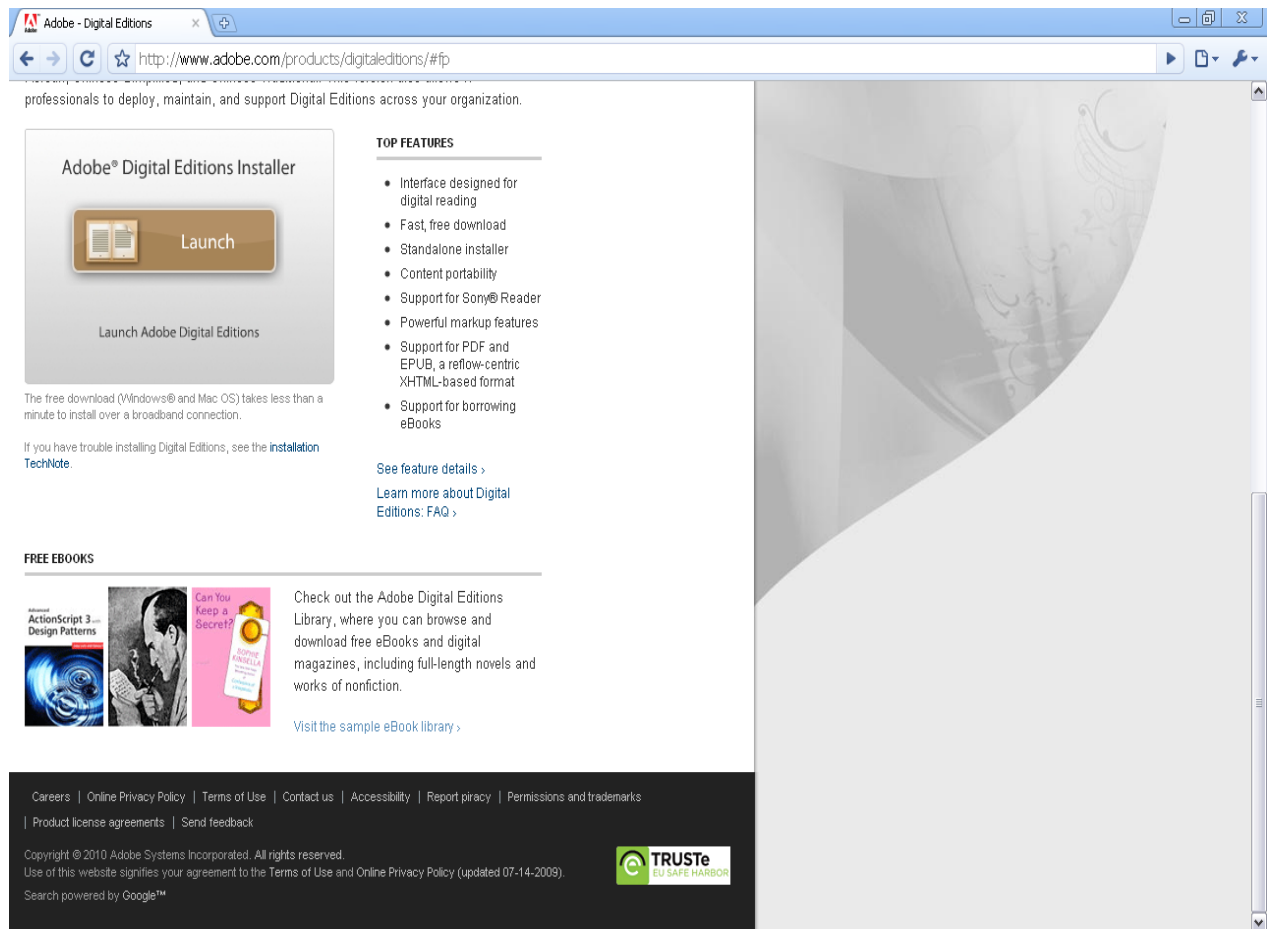 Adobe - Digital Editions
http://www.adobe.com/products/digitaleditions/#fp
professionals to deploy, maintain, and support Digital Editions across your organization.
Adobe® Digital Editions Installer
Launch
Launch Adobe Digital Editions
The free download (Windows® and Mac OS) takes less than a
minute to install over a broadband connection.
If you have trouble installing Digital Editions, see the installation
TechNote.
TOP FEATURES
• Interface designed for
digital reading
• Fast, free download
• Standalone installer
• Content portability
• Support for Sony® Reader
• Powerful markup features
• Support for PDF and
EPUB, a reflow-centric
XHTML-based format
• Support for borrowing
eBooks
See feature details ›
Learn more about Digital
Editions: FAQ ›
FREE EBOOKS
Advanced
ActionScript 3 with
Design Patterns
Can You
Keep a
Secret?
SOPHIE
KINSELLA
Check out the Adobe Digital Editions
Library, where you can browse and
download free eBooks and digital
magazines, including full-length novels and
works of nonfiction.
Visit the sample eBook library ›
Careers | Online Privacy Policy | Terms of Use | Contact us | Accessibility | Report piracy | Permissions and trademarks
| Product license agreements | Send feedback
Copyright © 2010 Adobe Systems Incorporated. All rights reserved.
Use of this website signifies your agreement to the Terms of Use and Online Privacy Policy (updated 07-14-2009).
Search powered by Google™
TRUSTe
EU SAFE HARBOR